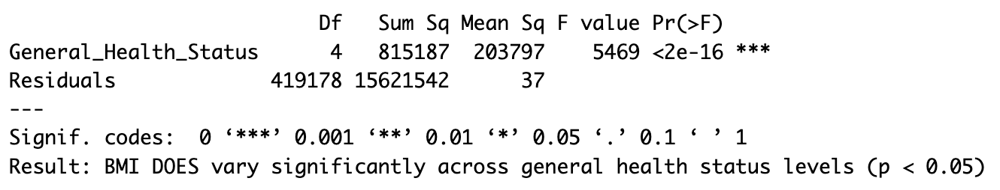 Df   Sum Sq Mean Sq F value Pr(>F)
General_Health_Status      4   815187  203797    5469 <2e-16 ***
Residuals             419178 15621542      37
---
Signif. codes:  0 ‘***’ 0.001 ‘**’ 0.01 ‘*’ 0.05 ‘.’ 0.1 ‘ ’ 1
Result: BMI DOES vary significantly across general health status levels (p < 0.05)